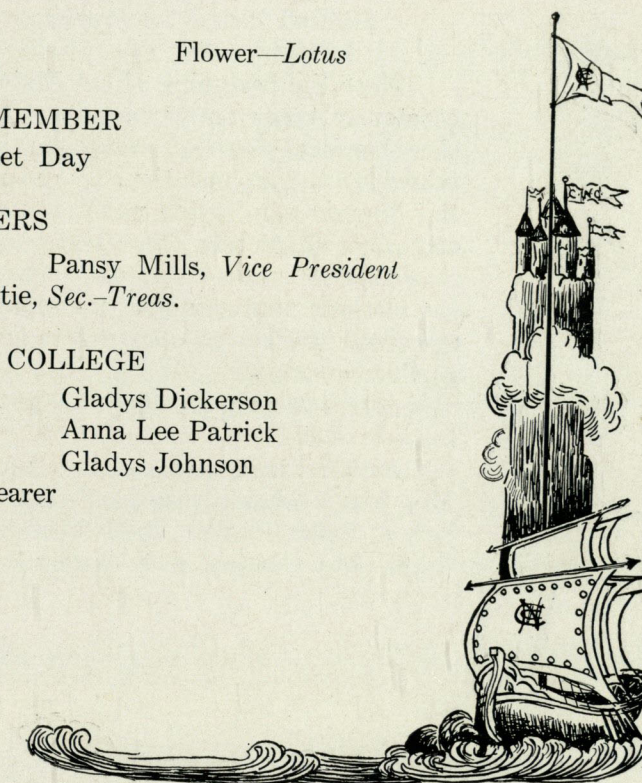 Flower—Lotus
MEMBER
et Day
ERS
Pansy Mills, Vice President
tie, Sec.-Treas.
COLLEGE
Gladys Dickerson
Anna Lee Patrick
Gladys Johnson
earer